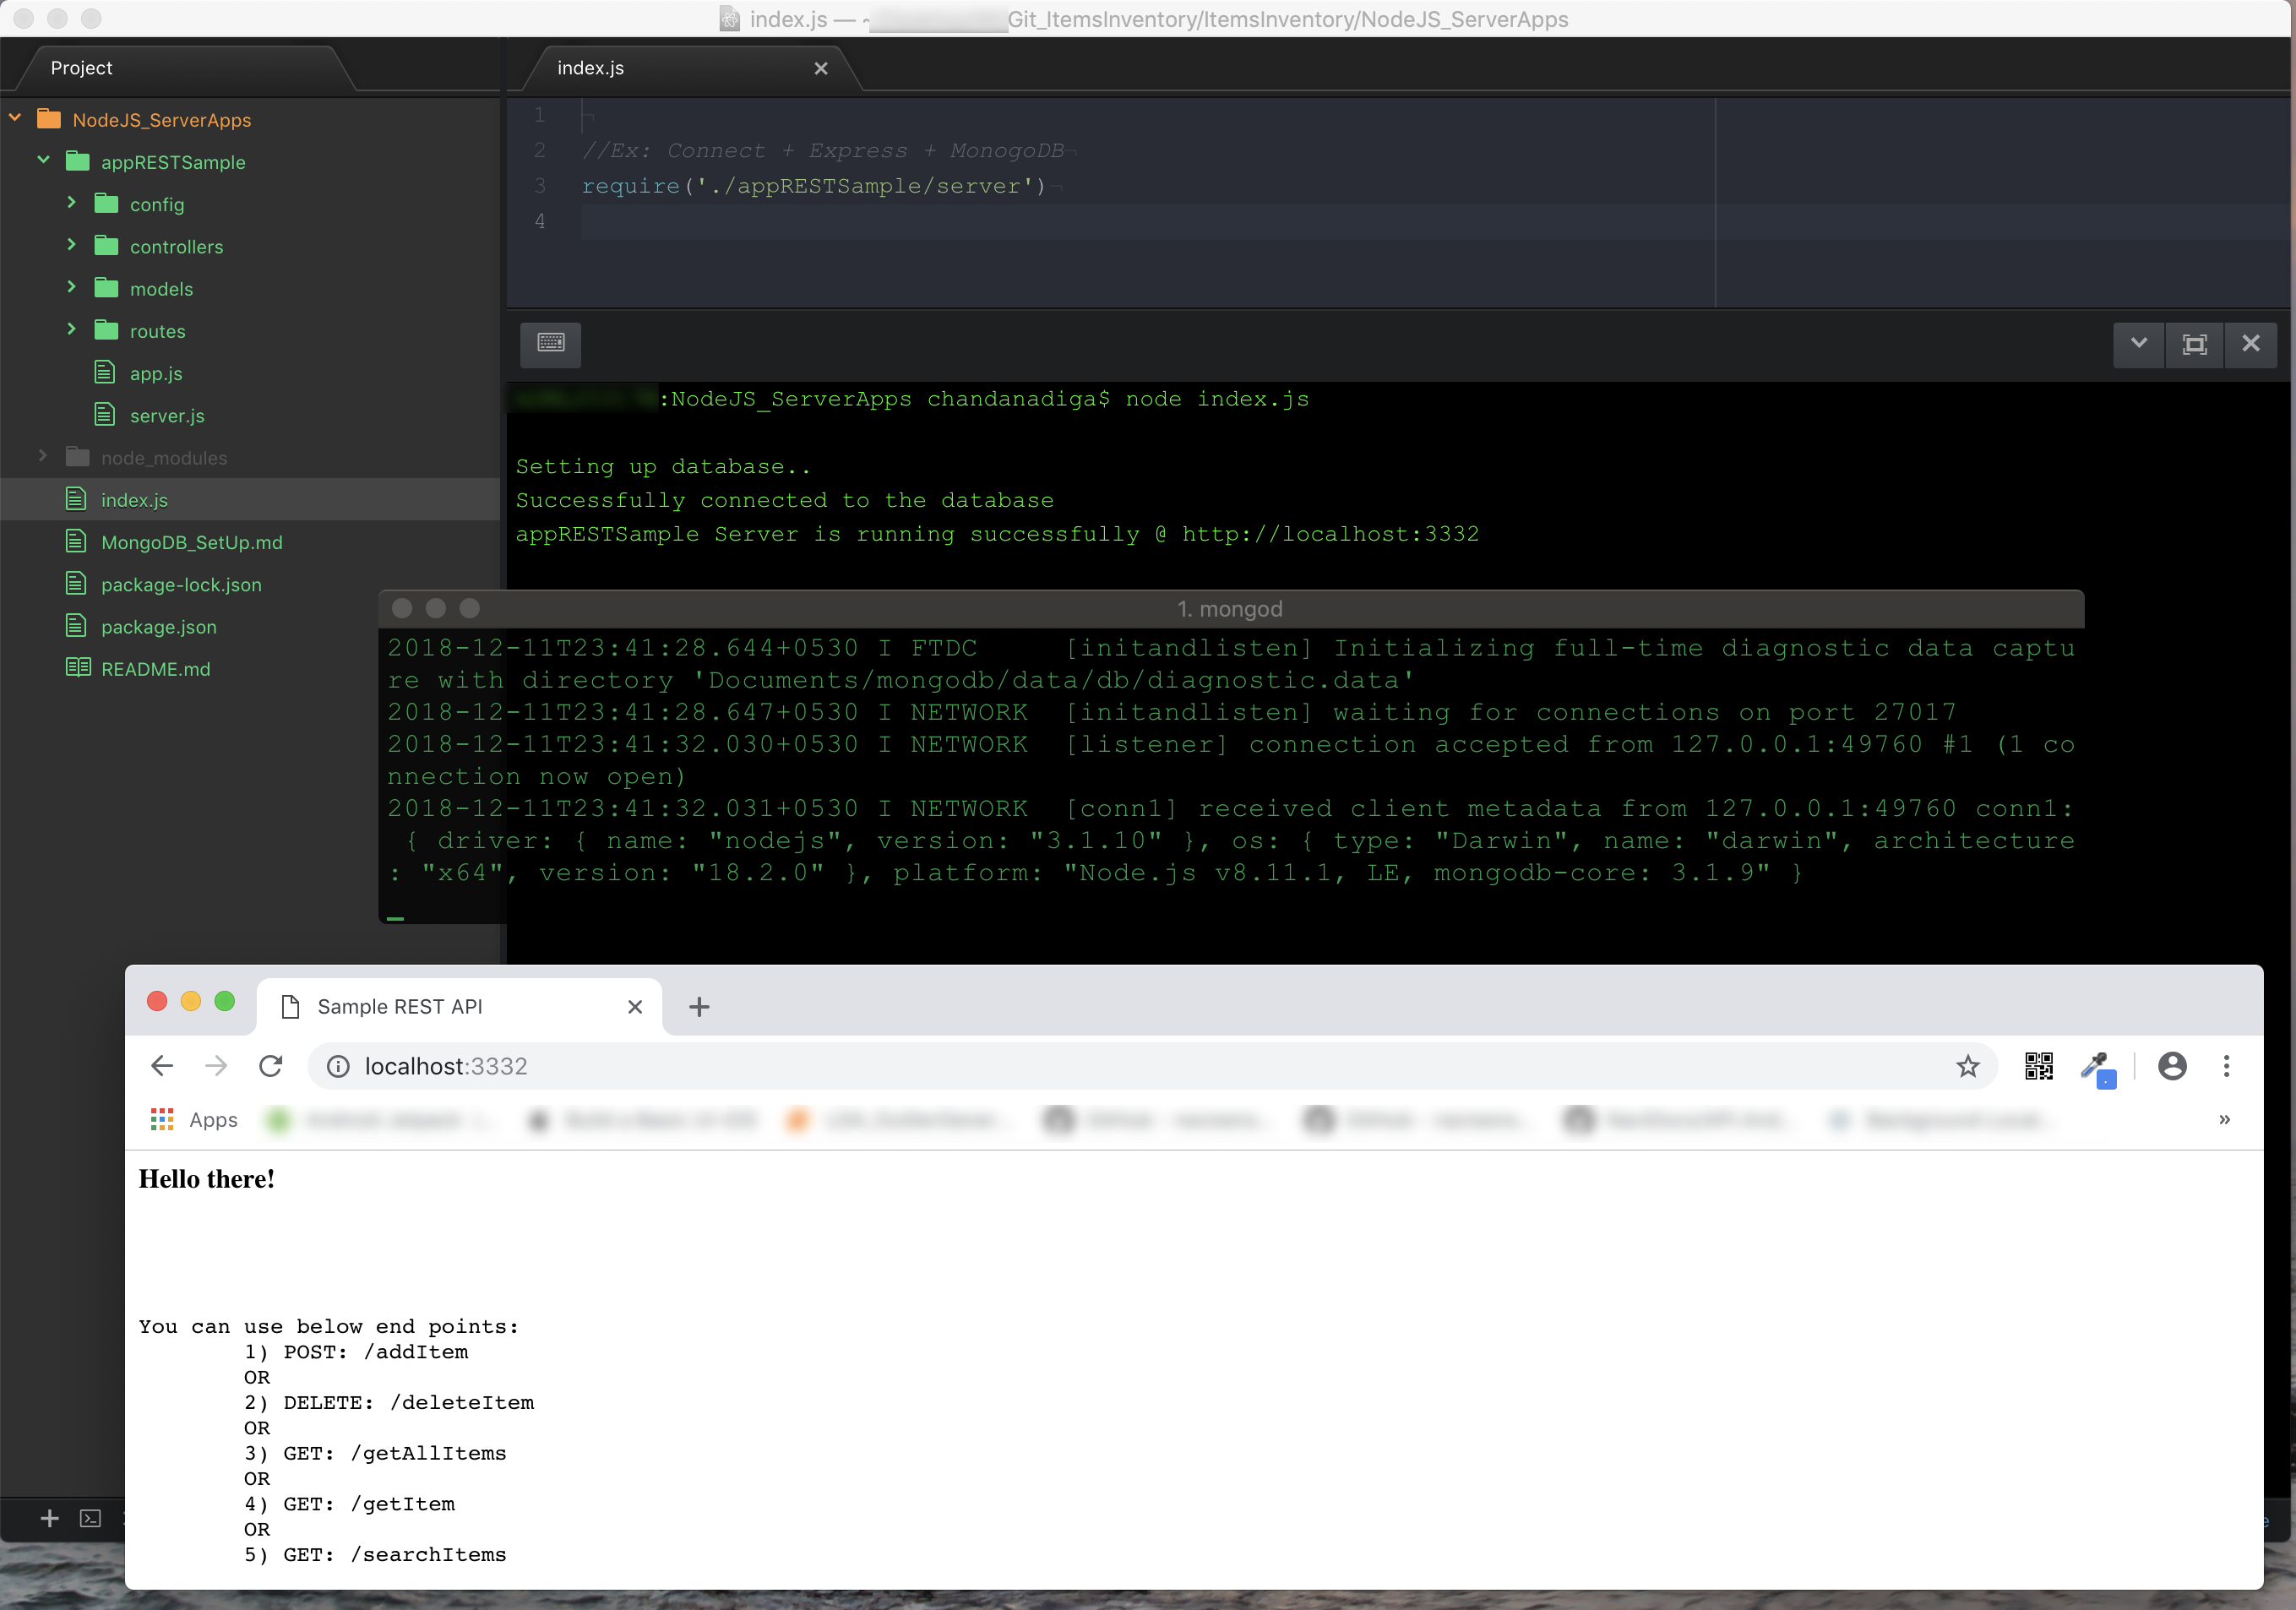 index.js — ~
Git_ItemsInventory/ItemsInventory/NodeJS_ServerApps
Project
NodeJS_ServerApps
appRESTSample
config
controllers
models
routes
app.js
server.js
node_modules
index.js
MongoDB_SetUp.md
package-lock.json
package.json
README.md
index.js
1
2 //Ex: Connect + Express + MonogoDB
3 require('./appRESTSample/server')
4
:NodeJS_ServerApps chandanadiga$ node index.js
Setting up database..
Successfully connected to the database
appRESTSample Server is running successfully @ http://localhost:3332
1. mongod
2018-12-11T23:41:28.644+0530 I FTDC     [initandlisten] Initializing full-time diagnostic data captu
re with directory 'Documents/mongodb/data/db/diagnostic.data'
2018-12-11T23:41:28.647+0530 I NETWORK  [initandlisten] waiting for connections on port 27017
2018-12-11T23:41:32.030+0530 I NETWORK  [listener] connection accepted from 127.0.0.1:49760 #1 (1 co
nnection now open)
2018-12-11T23:41:32.031+0530 I NETWORK  [conn1] received client metadata from 127.0.0.1:49760 conn1:
 { driver: { name: "nodejs", version: "3.1.10" }, os: { type: "Darwin", name: "darwin", architecture
: "x64", version: "18.2.0" }, platform: "Node.js v8.11.1, LE, mongodb-core: 3.1.9" }
Sample REST API
localhost:3332
Apps
Hello there!
You can use below end points:
1) POST: /addItem
OR
2) DELETE: /deleteItem
OR
3) GET: /getAllItems
OR
4) GET: /getItem
OR
5) GET: /searchItems